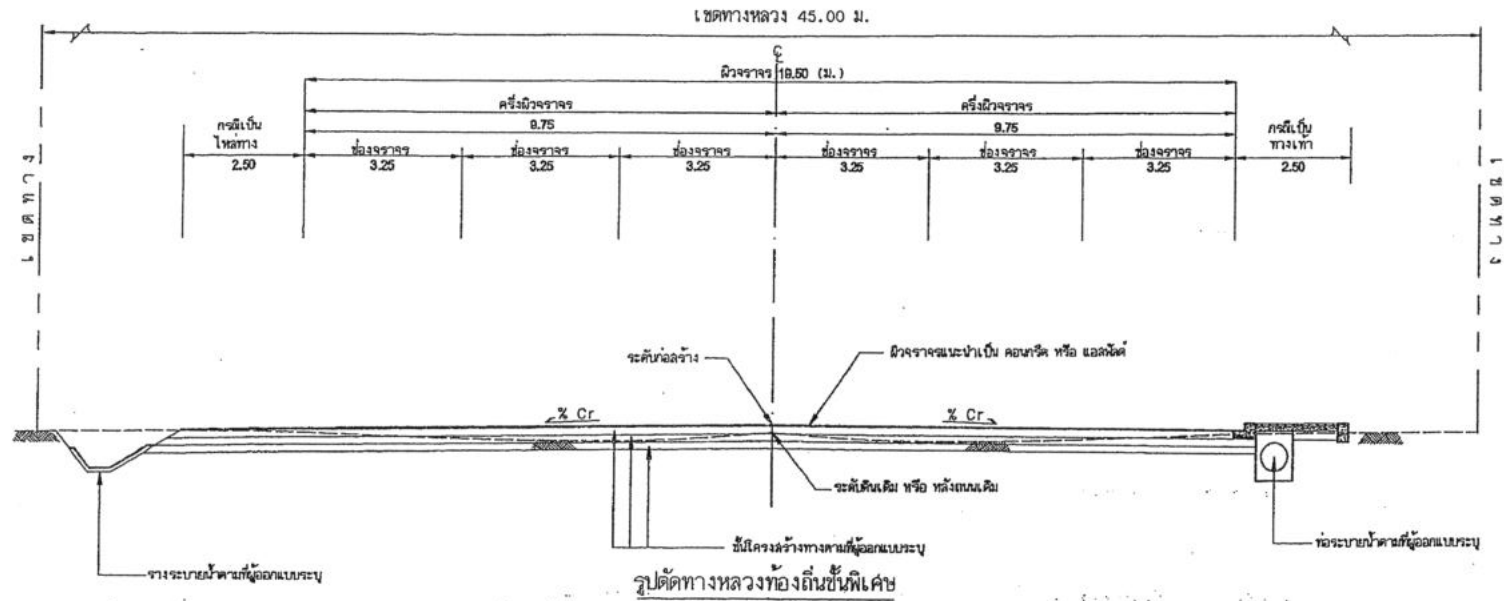 เขตทางหลวง 45.00 ม.
℄
ผิวจราจร 19.50 (ม.)
ครึ่งผิวจราจร ครึ่งผิวจราจร
9.75 9.75
กรณีเป็น
ไหล่ทาง
2.50
ช่องจราจร ช่องจราจร ช่องจราจร ช่องจราจร ช่องจราจร ช่องจราจร
3.25 3.25 3.25 3.25 3.25 3.25
กรณีเป็น
ทางเท้า
2.50
เขตทาง
เขตทาง
ระดับก่อสร้าง
ผิวจราจรแนะนำเป็น คอนกรีต หรือ แอสฟัลต์
% Cr % Cr
ระดับดินเดิม หรือ หลังถนนเดิม
ชั้นโครงสร้างทางตามที่ผู้ออกแบบระบุ
ท่อระบายน้ำตามที่ผู้ออกแบบระบุ
รางระบายน้ำตามที่ผู้ออกแบบระบุ
รูปตัดทางหลวงท้องถิ่นชั้นพิเศษ